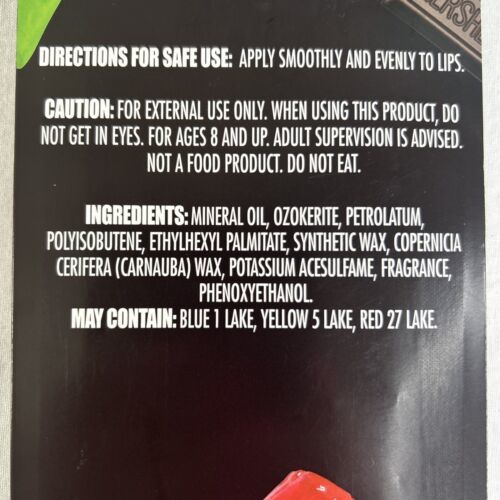 ERSHE
DIRECTIONS FOR SAFE USE: APPLY SMOOTHLY AND EVENLY TO LIPS.
CAUTION: FOR EXTERNAL USE ONLY. WHEN USING THIS PRODUCT, DO
NOT GET IN EYES. FOR AGES 8 AND UP. ADULT SUPERVISION IS ADVISED.
NOT A FOOD PRODUCT. DO NOT EAT.
INGREDIENTS: MINERAL OIL, OZOKERITE, PETROLATUM,
POLYISOBUTENE, ETHYLHEXYL PALMITATE, SYNTHETIC WAX, COPERNICIA
CERIFERA (CARNAUBA) WAX, POTASSIUM ACESULFAME, FRAGRANCE,
PHENOXYETHANOL.
MAY CONTAIN: BLUE 1 LAKE, YELLOW 5 LAKE, RED 27 LAKE.